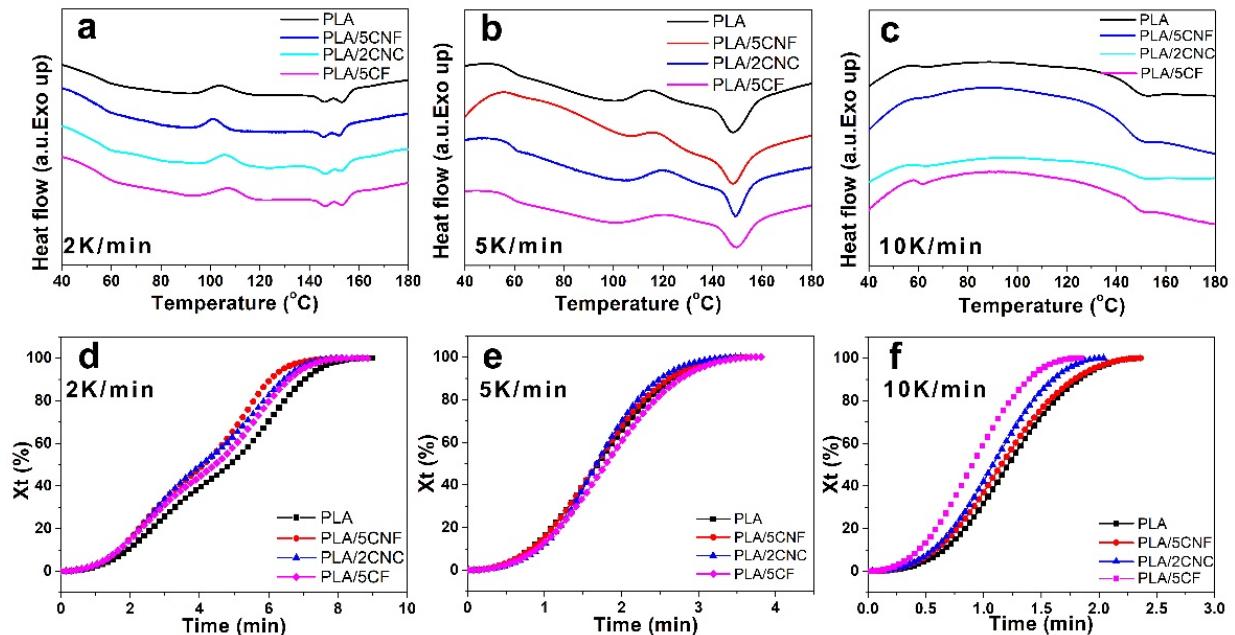 a
PLA
PLA/5CNF
PLA/2CNC
PLA/5CF
2K/min
Heat flow (a.u.Exo up)
40 60 80 100 120 140 160 180
Temperature (°C)
b
PLA
PLA/5CNF
PLA/2CNC
PLA/5CF
5K/min
Heat flow (a.u.Exo up)
40 60 80 100 120 140 160 180
Temperature (°C)
c
PLA
PLA/5CNF
PLA/2CNC
PLA/5CF
10K/min
Heat flow (a.u.Exo up)
40 60 80 100 120 140 160 180
Temperature (°C)
d
2K/min
100
80
60
40
20
0
Xt (%)
PLA
PLA/5CNF
PLA/2CNC
PLA/5CF
0 2 4 6 8 10
Time (min)
e
5K/min
100
80
60
40
20
0
Xt (%)
PLA
PLA/5CNF
PLA/2CNC
PLA/5CF
0 1 2 3 4
Time (min)
f
10K/min
100
80
60
40
20
0
Xt (%)
PLA
PLA/5CNF
PLA/2CNC
PLA/5CF
0.0 0.5 1.0 1.5 2.0 2.5 3.0
Time (min)